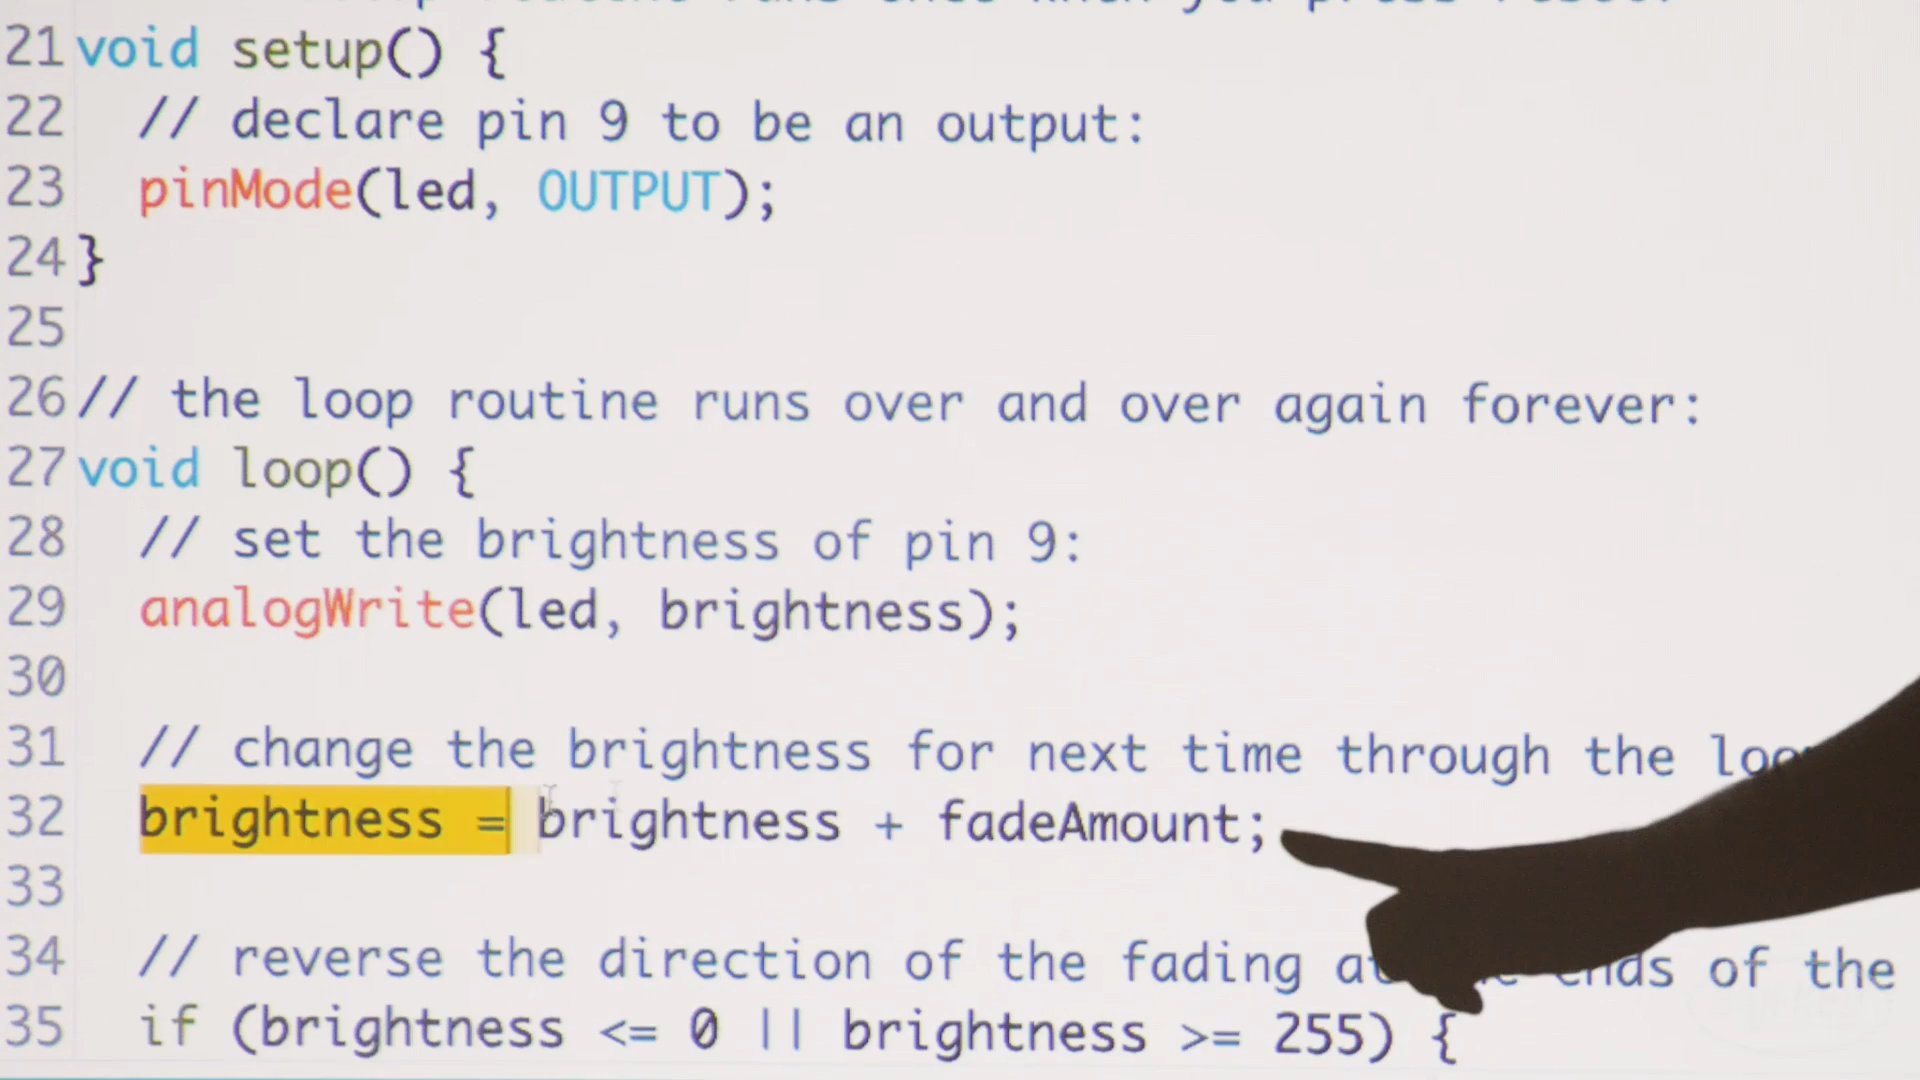 21 void setup() {
22 // declare pin 9 to be an output:
23 pinMode(led, OUTPUT);
24 }
25
26 // the loop routine runs over and over again forever:
27 void loop() {
28 // set the brightness of pin 9:
29 analogWrite(led, brightness);
30
31 // change the brightness for next time through the
32 brightness = brightness + fadeAmount;
33
34 // reverse the direction of the fading ends of the
35 if (brightness <= 0 || brightness >= 255) {